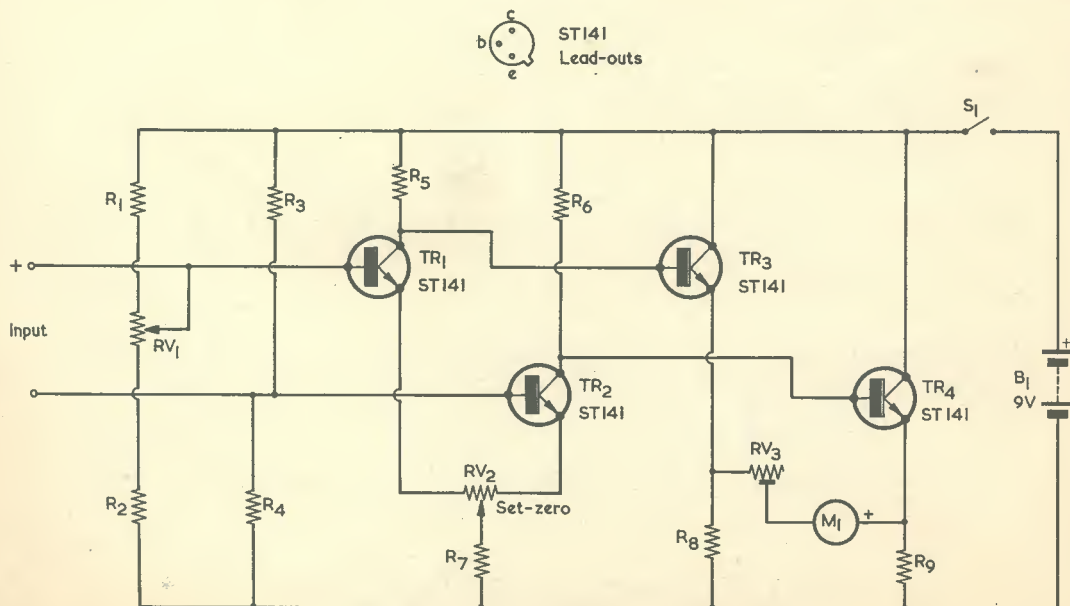 c
b
e
ST141
Lead-outs
S1
R1
R3
R5
R6
+
TR1
ST141
TR3
ST141
Input
RV1
TR2
ST141
TR4
ST141
+
B1
9V
RV2
Set-zero
RV3
R2
R4
R7
R8
M1
+
R9